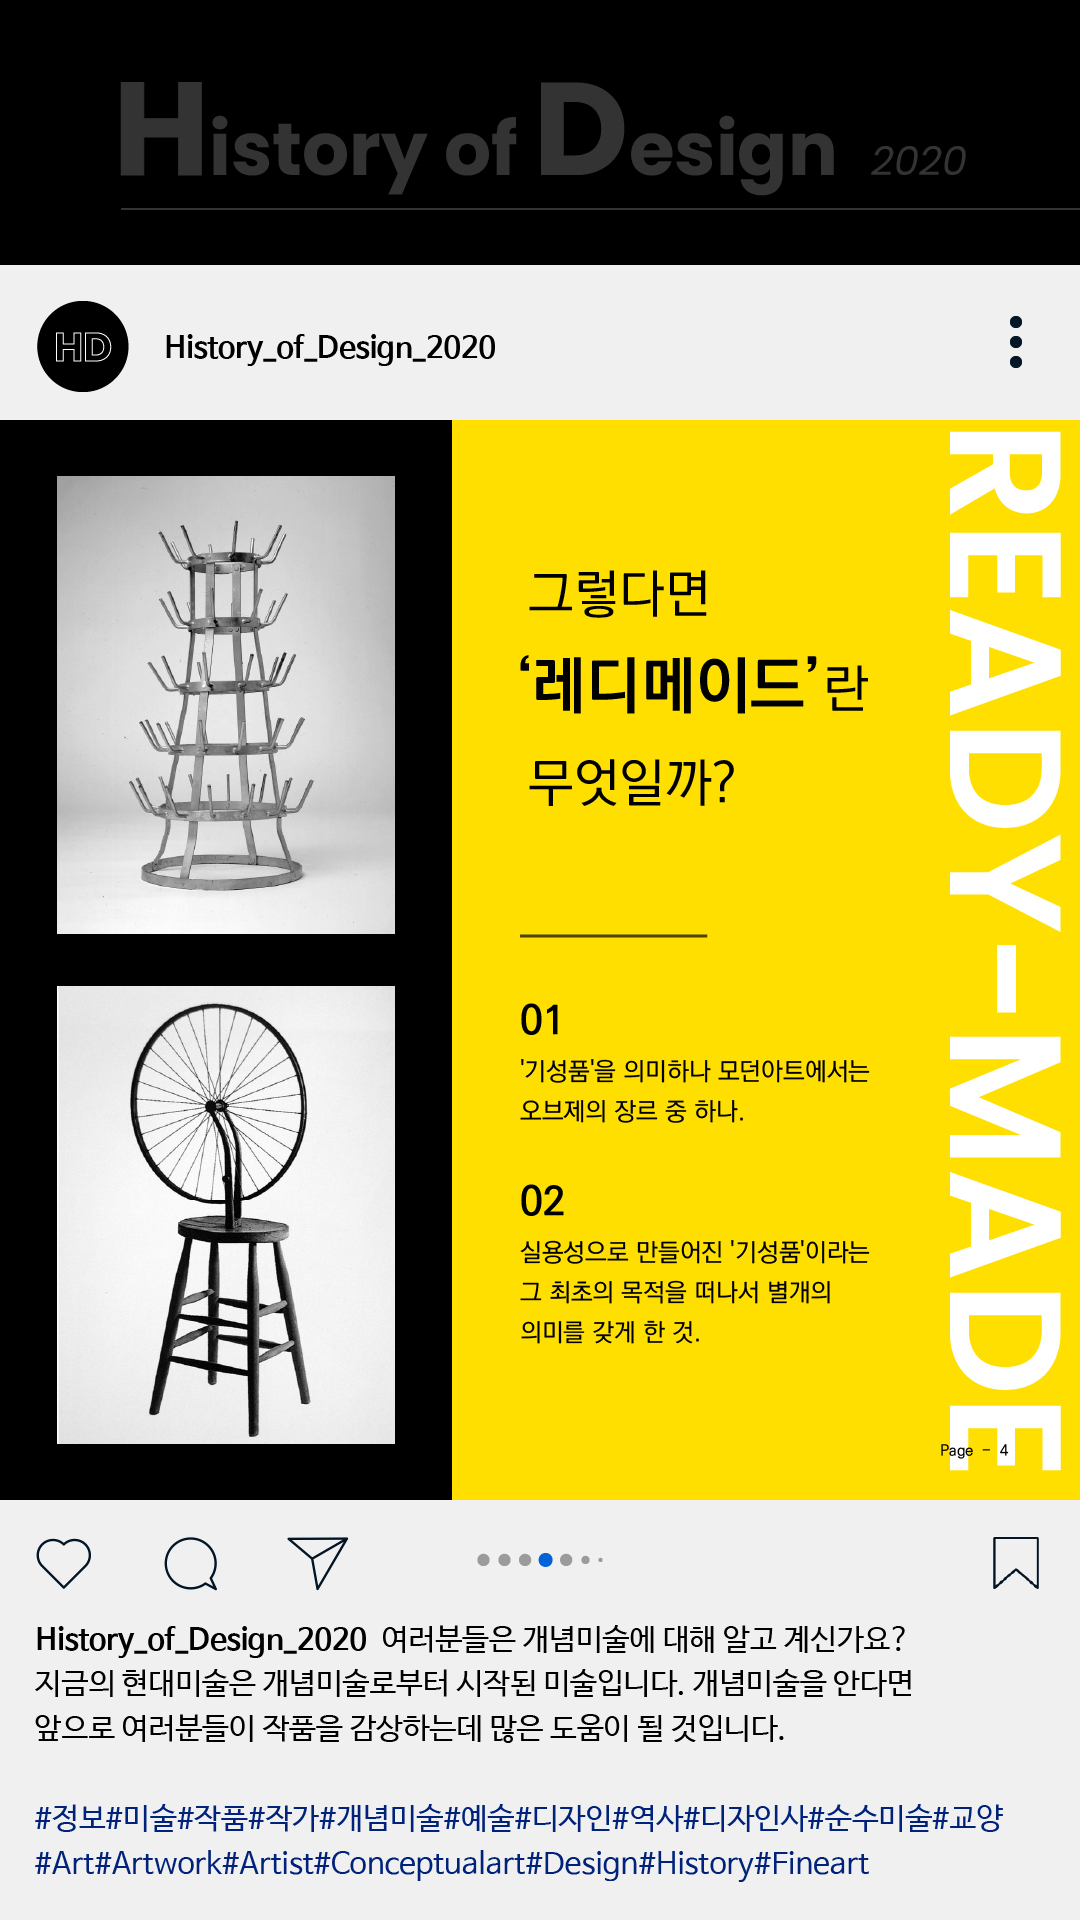 History of Design 2020
HD
History_of_Design_2020
그렇다면
‘레디메이드’란
무엇일까?
READY-MADE
01
'기성품'을 의미하나 모던아트에서는
오브제의 장르 중 하나.
02
실용성으로 만들어진 '기성품'이라는
그 최초의 목적을 떠나서 별개의
의미를 갖게 한 것.
Page - 4
History_of_Design_2020 여러분들은 개념미술에 대해 알고 계신가요?
지금의 현대미술은 개념미술로부터 시작된 미술입니다. 개념미술을 안다면
앞으로 여러분들이 작품을 감상하는데 많은 도움이 될 것입니다.
#정보#미술#작품#작가#개념미술#예술#디자인#역사#디자인사#순수미술#교양
#Art#Artwork#Artist#Conceptualart#Design#History#Fineart